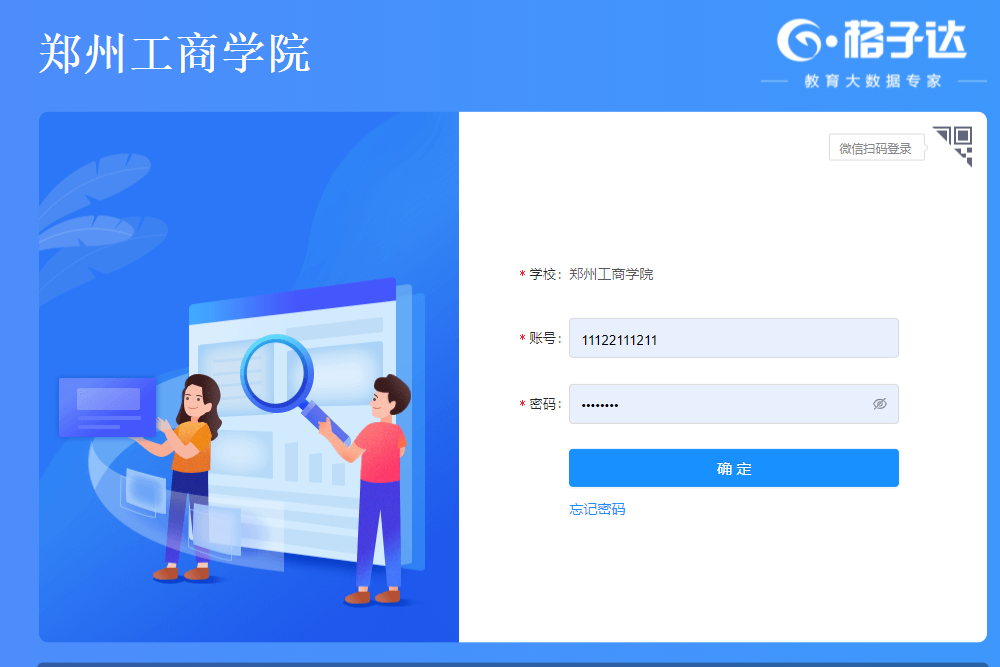 郑州工商学院
格子达
教育大数据专家
微信扫码登录
* 学校: 郑州工商学院
* 账号: 11122111211
* 密码: ••••••••
确 定
忘记密码